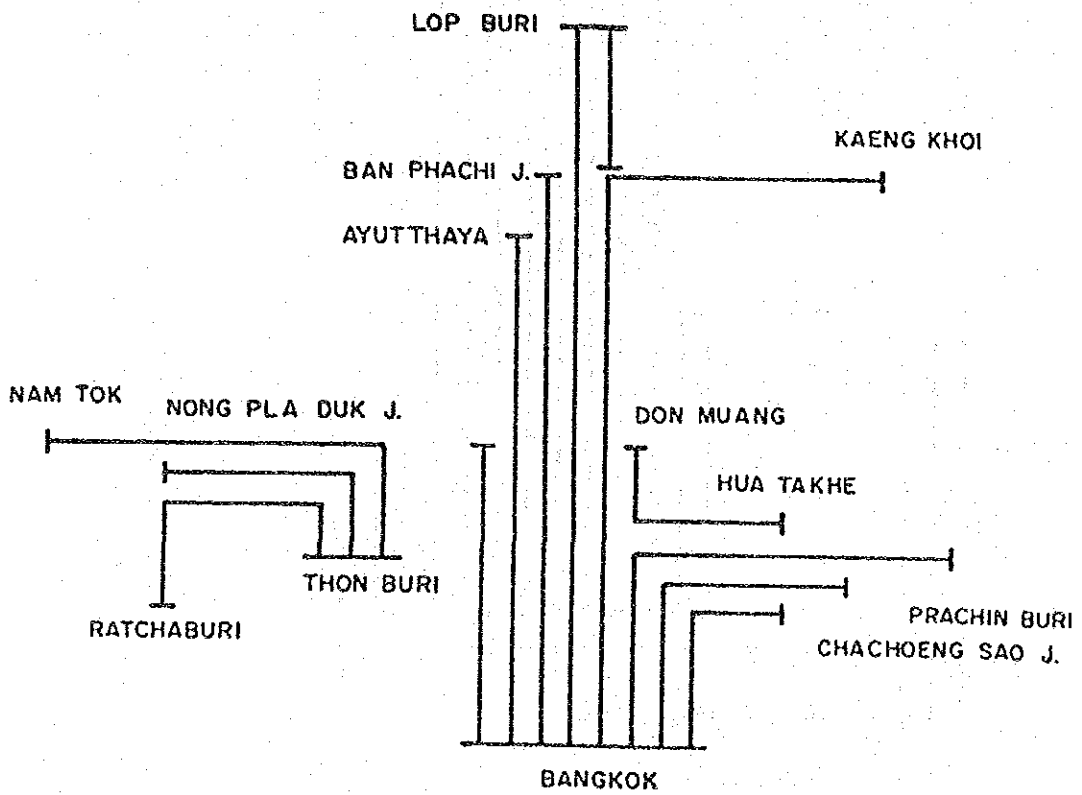 LOP BURI
KAENG KHOI
BAN PHACHI J.
AYUTTHAYA
NAM TOK
NONG PLA DUK J.
DON MUANG
HUA TAKHE
THON BURI
RATCHABURI
PRACHIN BURI
CHACHOENG SAO J.
BANGKOK